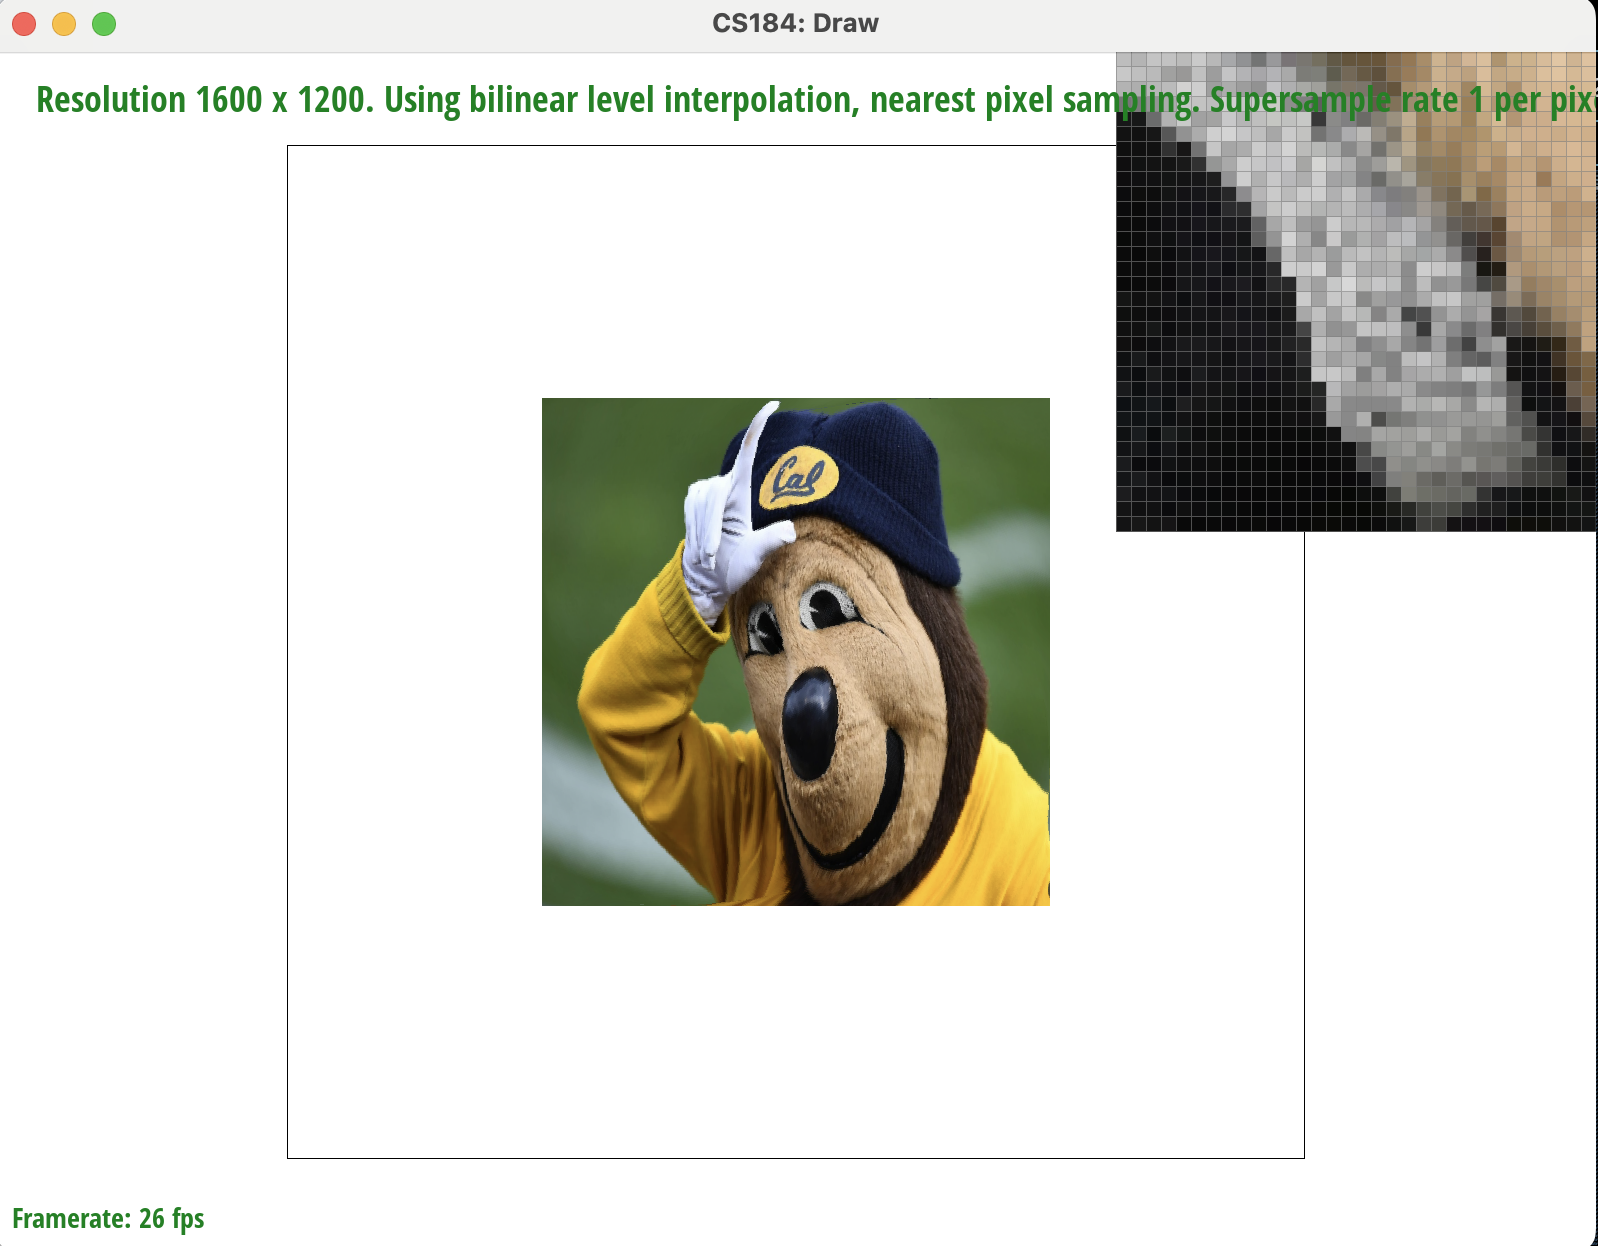 CS184: Draw
Resolution 1600 x 1200. Using bilinear level interpolation, nearest pixel sampling. Supersample rate 1 per pix
Cal
Framerate: 26 fps